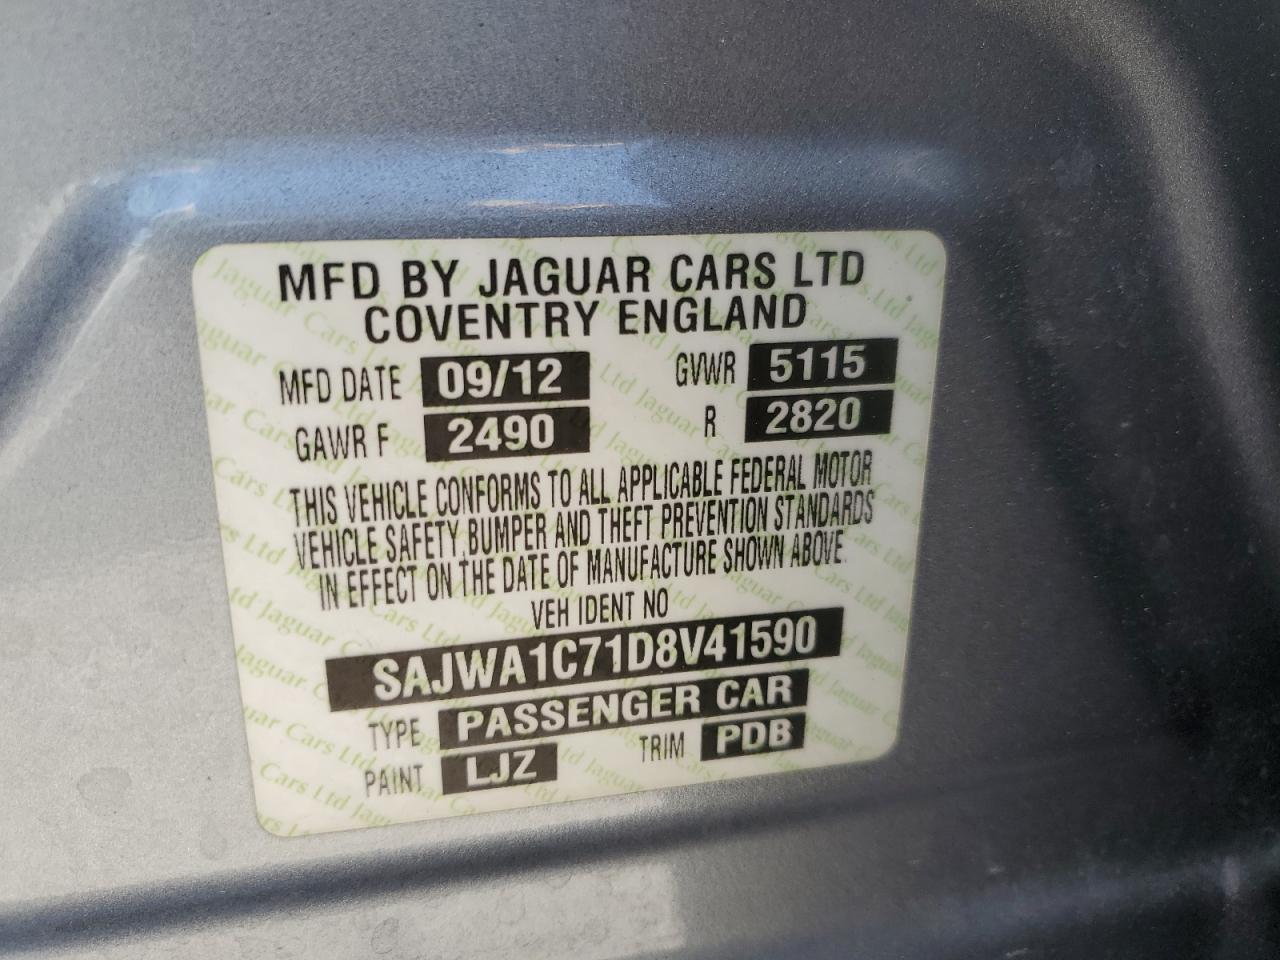 MFD BY JAGUAR CARS LTD
COVENTRY ENGLAND
MFD DATE 09/12 GVWR 5115
GAWR F 2490 R 2820
THIS VEHICLE CONFORMS TO ALL APPLICABLE FEDERAL MOTOR
VEHICLE SAFETY, BUMPER AND THEFT PREVENTION STANDARDS
IN EFFECT ON THE DATE OF MANUFACTURE SHOWN ABOVE.
VEH IDENT NO
SAJWA1C71D8V41590
TYPE PASSENGER CAR
PAINT LJZ TRIM PDB